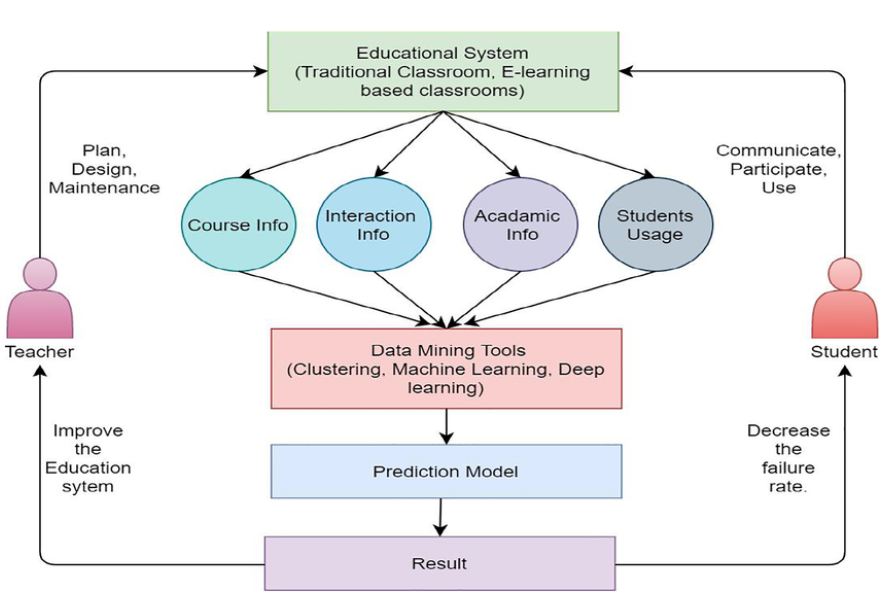 Educational System
(Traditional Classroom, E-learning
based classrooms)
Plan,
Design,
Maintenance
Communicate,
Participate,
Use
Course Info
Interaction
Info
Acadamic
Info
Students
Usage
Teacher
Student
Data Mining Tools
(Clustering, Machine Learning, Deep
learning)
Improve
the
Education
sytem
Decrease
the
failure
rate.
Prediction Model
Result